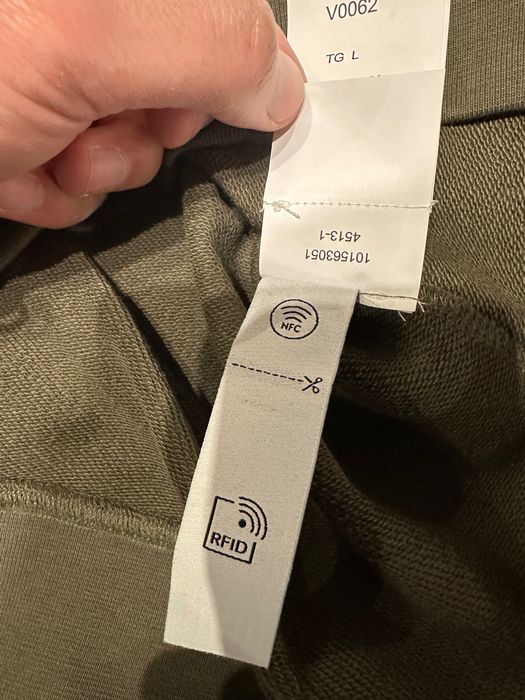 V0062
TG L
101563051
4513-1
NFC
RFID